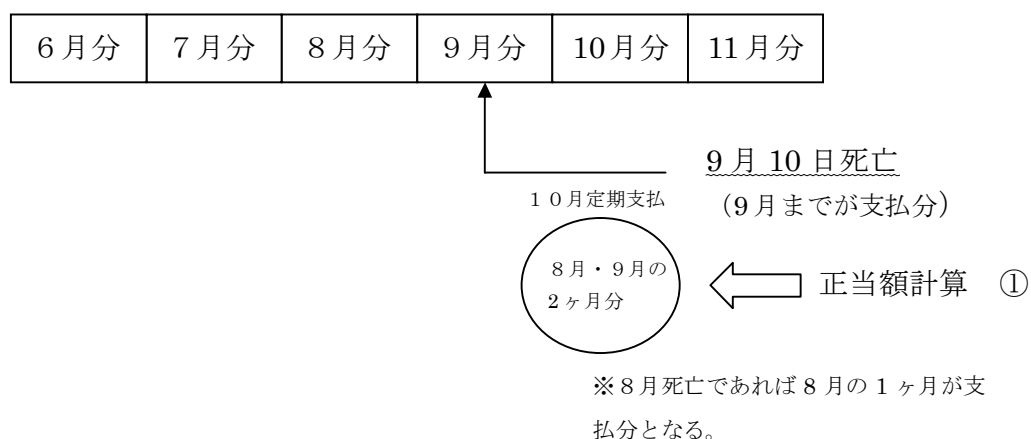 ６月分 ７月分 ８月分 ９月分 10月分 11月分
9月10日死亡
（9月までが支払分）
１０月定期支払
８月・９月の
２ヶ月分
正当額計算 ①
※８月死亡であれば８月の１ヶ月が支
払分となる。